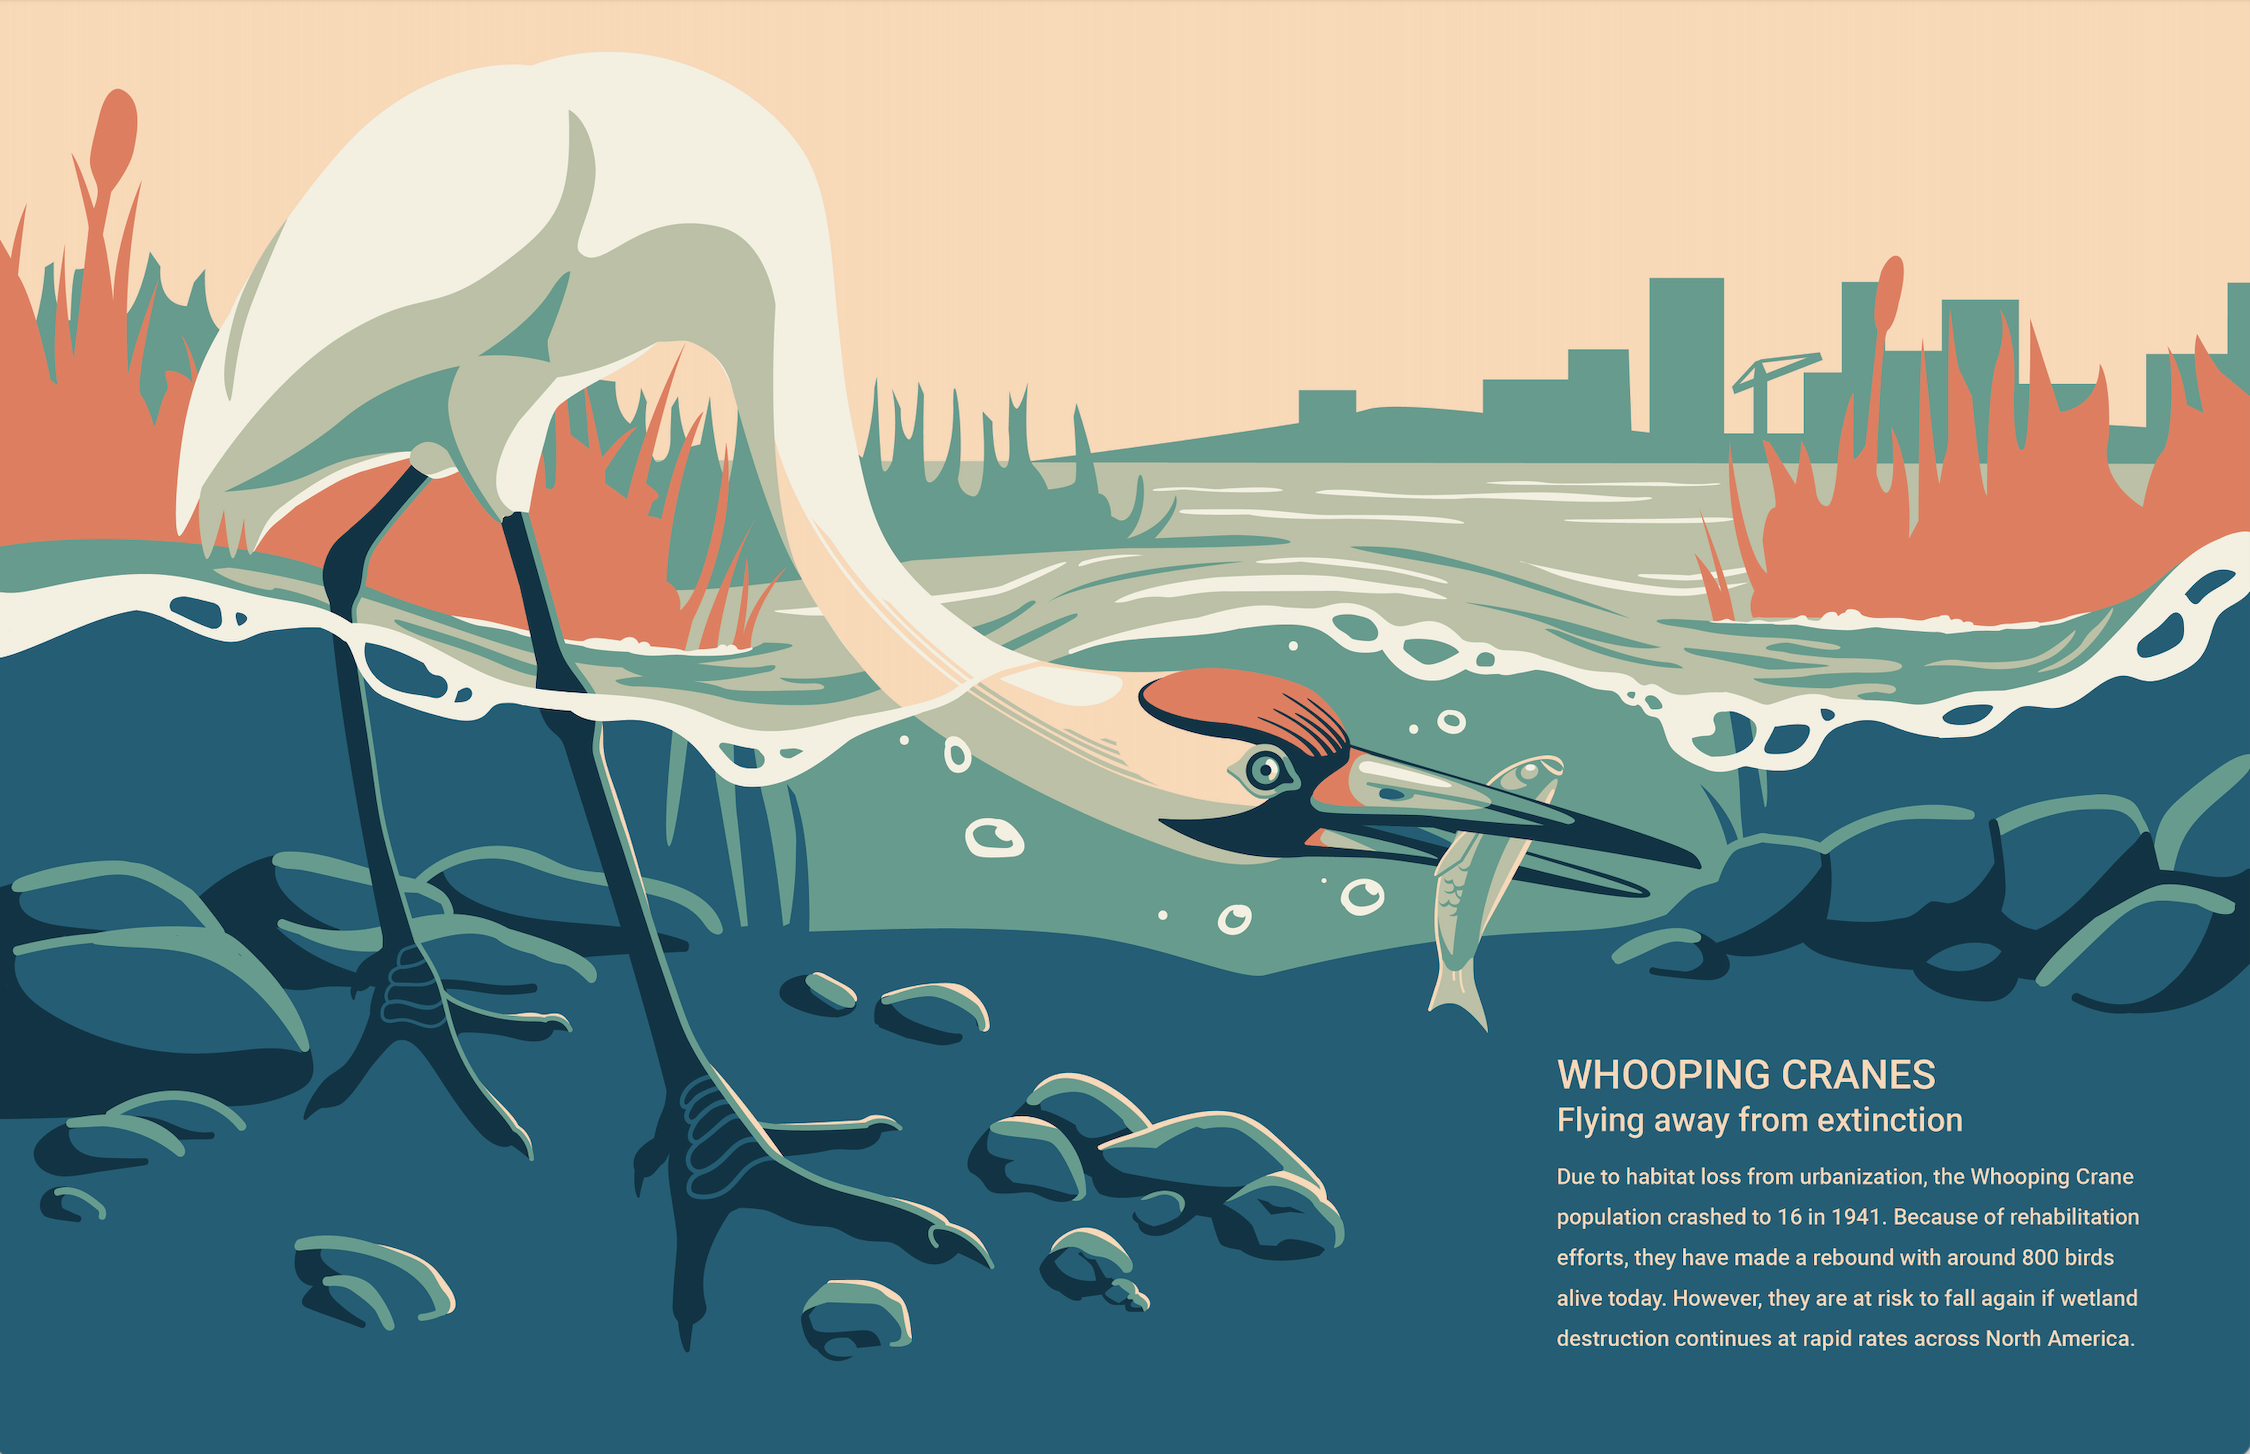 WHOOPING CRANES
Flying away from extinction
Due to habitat loss from urbanization, the Whooping Crane
population crashed to 16 in 1941. Because of rehabilitation
efforts, they have made a rebound with around 800 birds
alive today. However, they are at risk to fall again if wetland
destruction continues at rapid rates across North America.